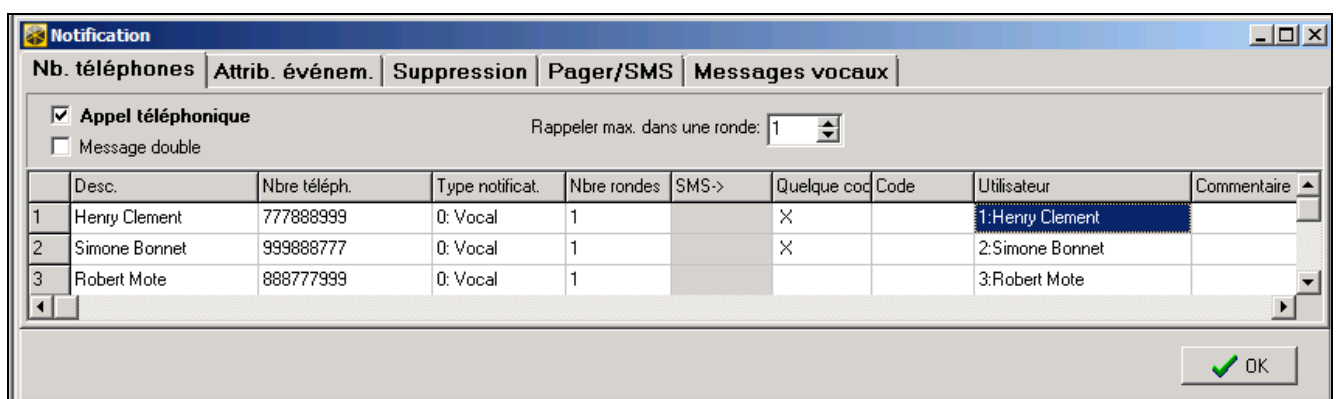 Notification
Nb. téléphones Attrib. événem. Suppression Pager/SMS Messages vocaux
Appel téléphonique
Rappeler max. dans une ronde: 1
Message double
Desc. Nbre téléph. Type notificat. Nbre rondes SMS-> Quelque cod Code Utilisateur Commentaire
1 Henry Clement 777888999 0: Vocal 1 X 1:Henry Clement
2 Simone Bonnet 999888777 0: Vocal 1 X 2:Simone Bonnet
3 Robert Mote 888777999 0: Vocal 1 3:Robert Mote
OK